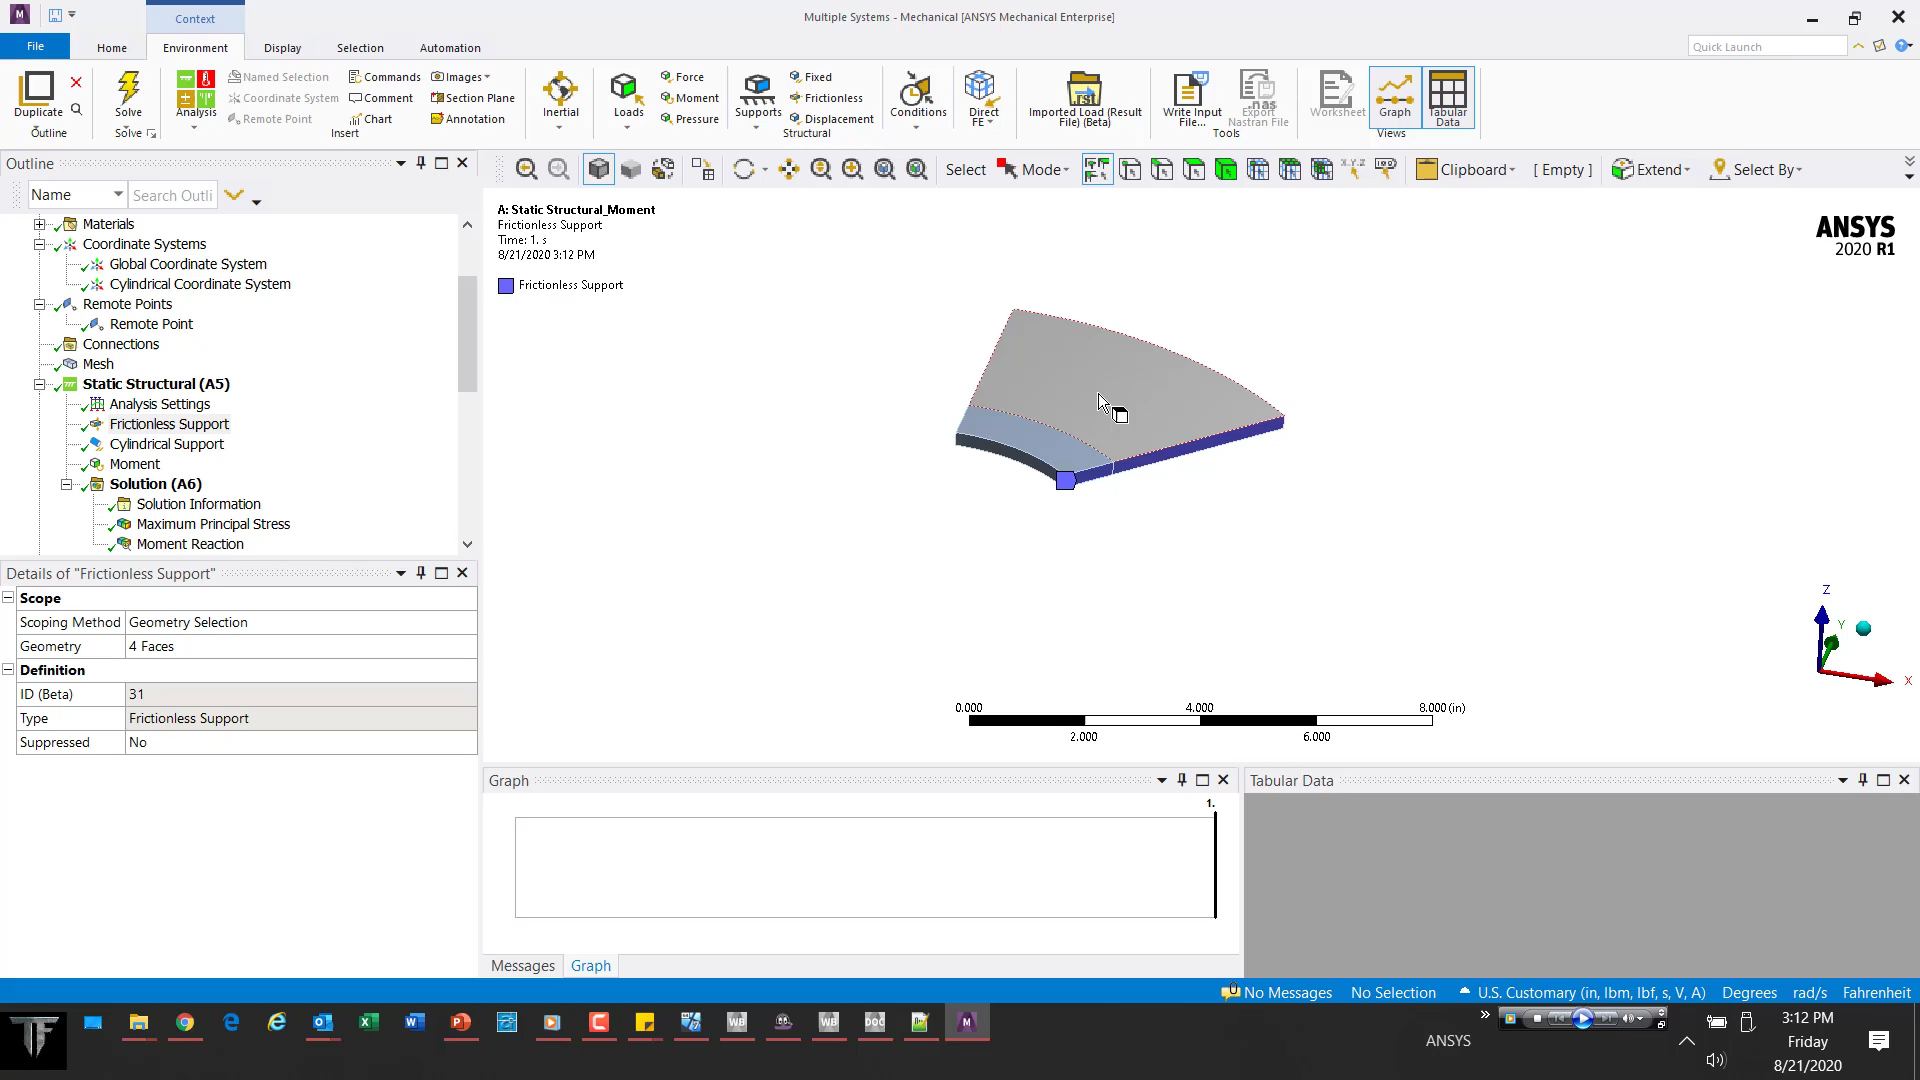 Multiple Systems - Mechanical [ANSYS Mechanical Enterprise]
Context
File
Home
Environment
Display
Selection
Automation
Quick Launch
Duplicate
Outline
Solve
Solve
Analysis
Named Selection
Coordinate System
Remote Point
Commands
Comment
Chart
Images
Section Plane
Annotation
Insert
Inertial
Loads
Force
Moment
Pressure
Supports
Fixed
Frictionless
Displacement
Structural
Conditions
Direct FE
Imported Load (Result File) (Beta)
Write Input File...
Export Nastran File
Tools
Worksheet
Graph
Tabular Data
Views
Outline
Name
Search Outli
Select
Mode
Clipboard
[ Empty ]
Extend
Select By
Materials
Coordinate Systems
Global Coordinate System
Cylindrical Coordinate System
Remote Points
Remote Point
Connections
Mesh
Static Structural (A5)
Analysis Settings
Frictionless Support
Cylindrical Support
Moment
Solution (A6)
Solution Information
Maximum Principal Stress
Moment Reaction
Details of "Frictionless Support"
Scope
Scoping Method Geometry Selection
Geometry 4 Faces
Definition
ID (Beta) 31
Type Frictionless Support
Suppressed No
A: Static Structural_Moment
Frictionless Support
Time: 1. s
8/21/2020 3:12 PM
Frictionless Support
ANSYS
2020 R1
Z
Y
X
0.000 4.000 8.000 (in)
2.000 6.000
Graph
1.
Messages Graph
Tabular Data
No Messages
No Selection
U.S. Customary (in, lbm, lbf, s, V, A)
Degrees
rad/s
Fahrenheit
ANSYS
3:12 PM
Friday
8/21/2020